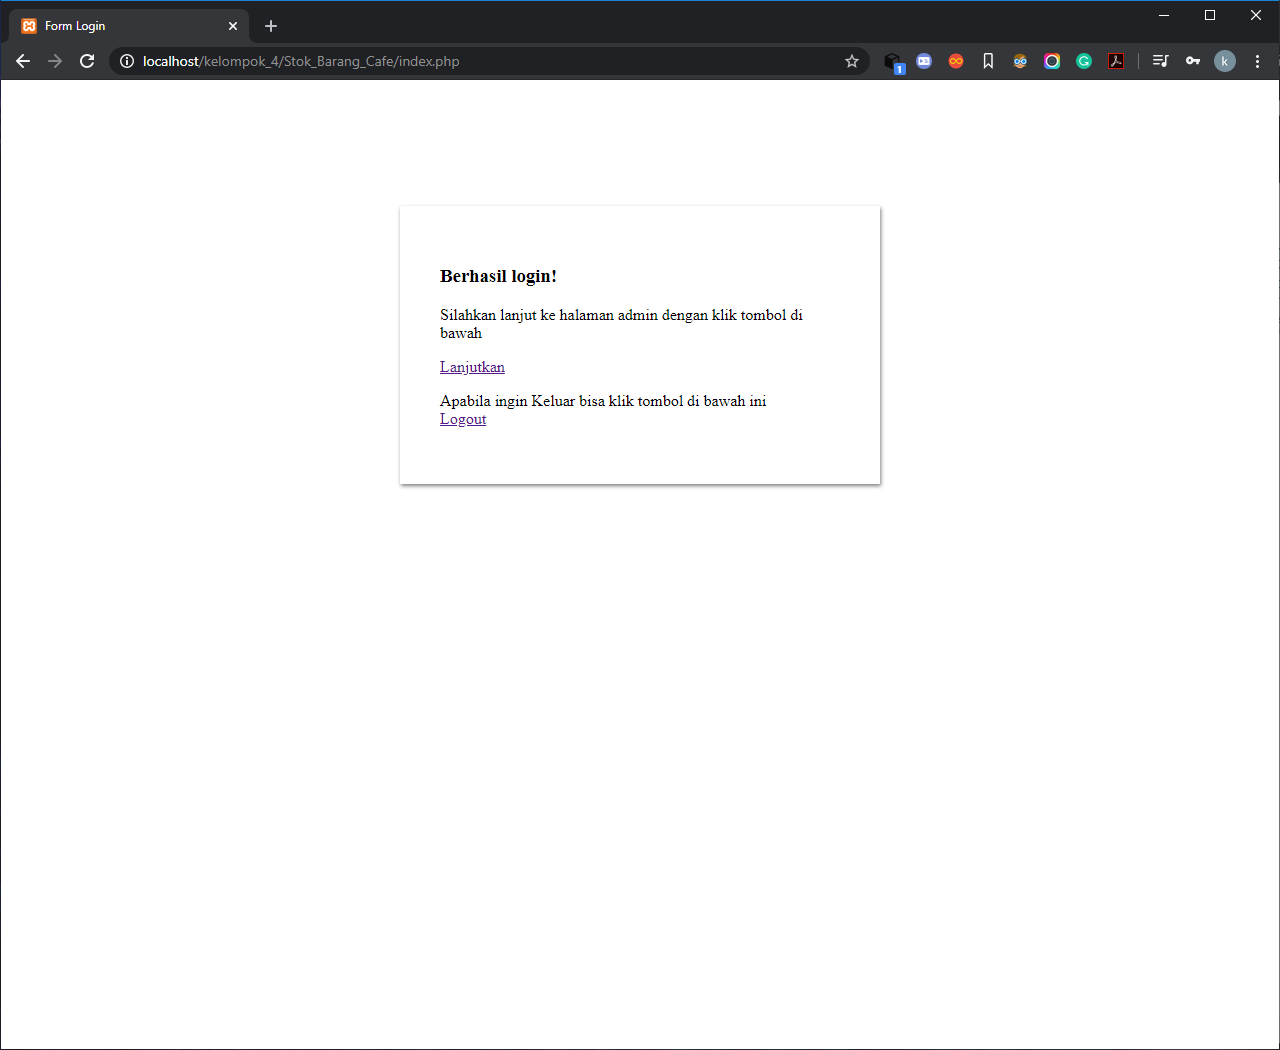 Form Login
localhost/kelompok_4/Stok_Barang_Cafe/index.php
1
k
Berhasil login!
Silahkan lanjut ke halaman admin dengan klik tombol di
bawah
Lanjutkan
Apabila ingin Keluar bisa klik tombol di bawah ini
Logout